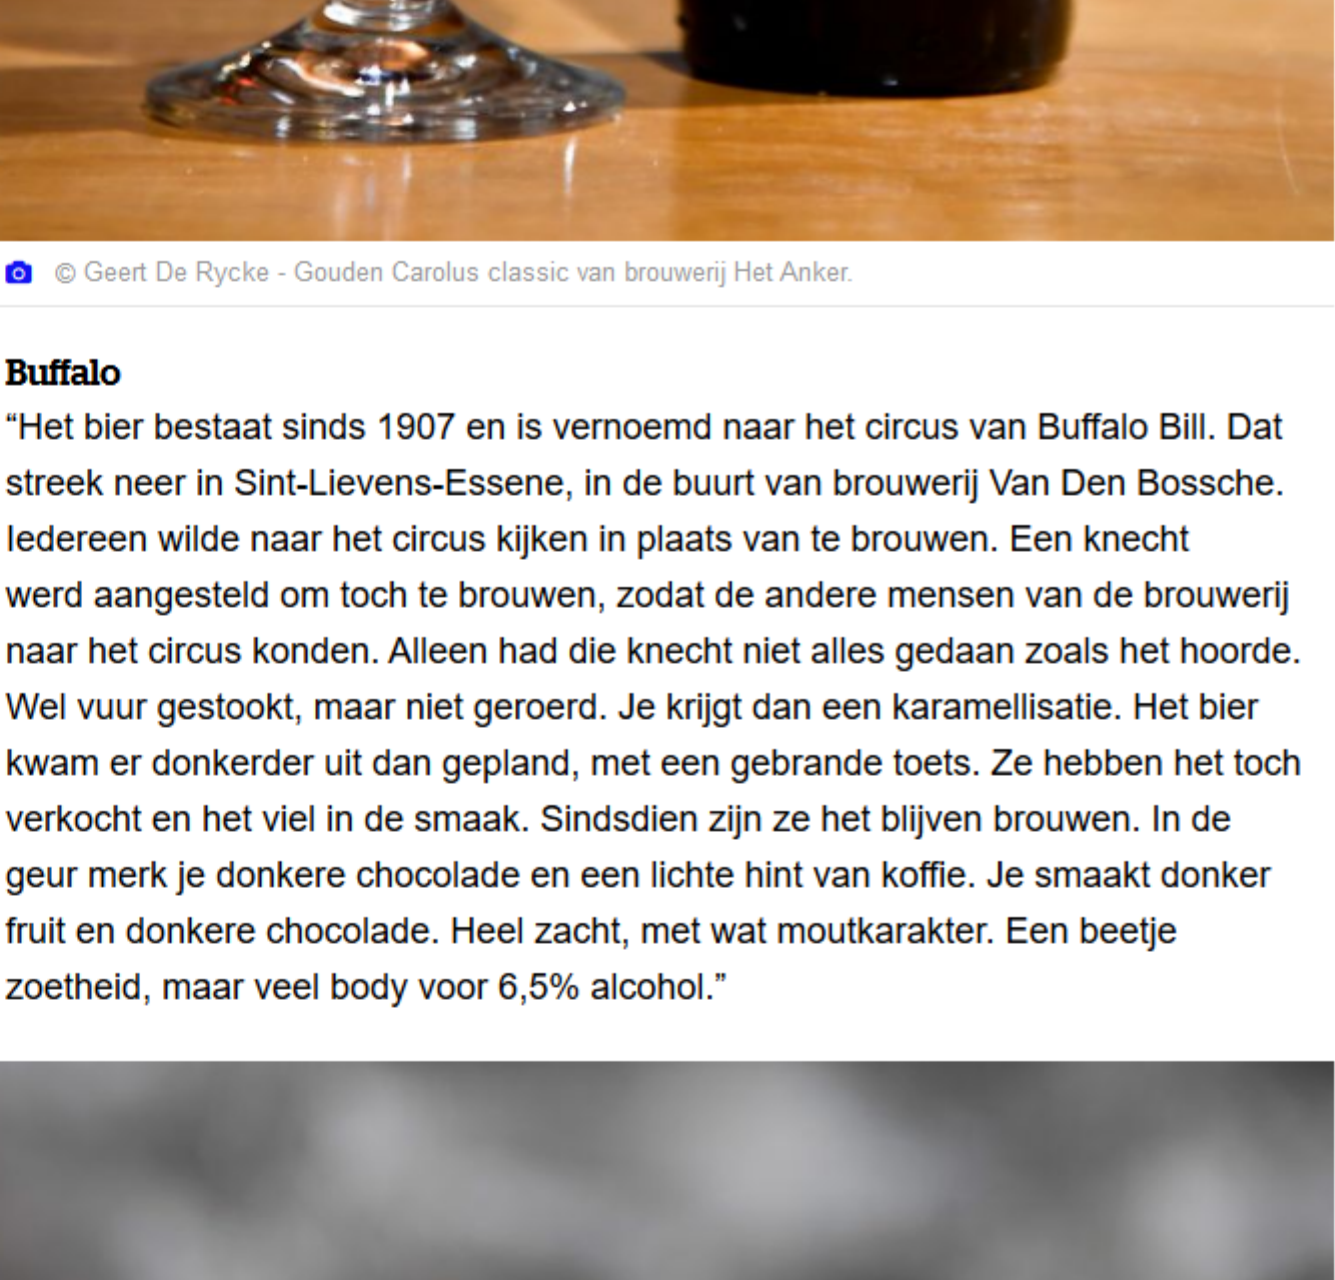 © Geert De Rycke - Gouden Carolus classic van brouwerij Het Anker.
Buffalo
“Het bier bestaat sinds 1907 en is vernoemd naar het circus van Buffalo Bill. Dat
streek neer in Sint-Lievens-Essene, in de buurt van brouwerij Van Den Bossche.
Iedereen wilde naar het circus kijken in plaats van te brouwen. Een knecht
werd aangesteld om toch te brouwen, zodat de andere mensen van de brouwerij
naar het circus konden. Alleen had die knecht niet alles gedaan zoals het hoorde.
Wel vuur gestookt, maar niet geroerd. Je krijgt dan een karamellisatie. Het bier
kwam er donkerder uit dan gepland, met een gebrande toets. Ze hebben het toch
verkocht en het viel in de smaak. Sindsdien zijn ze het blijven brouwen. In de
geur merk je donkere chocolade en een lichte hint van koffie. Je smaakt donker
fruit en donkere chocolade. Heel zacht, met wat moutkarakter. Een beetje
zoetheid, maar veel body voor 6,5% alcohol.”